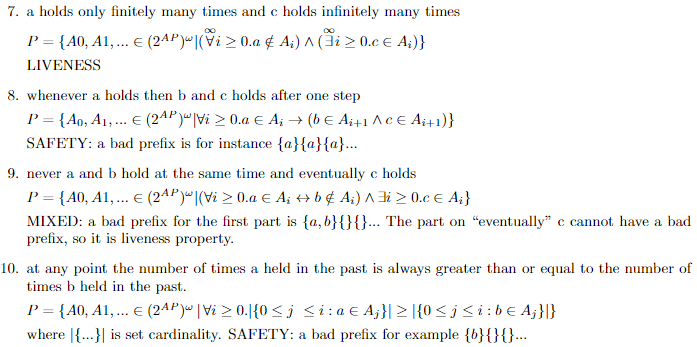 7. a holds only finitely many times and c holds infinitely many times
P = {A0, A1, ... ∈ (2^{AP})^ω|(∀^∞ i ≥ 0.a ∉ A_i) ∧ (∃^∞ i ≥ 0.c ∈ A_i)}
LIVENESS
8. whenever a holds then b and c holds after one step
P = {A_0, A_1, ... ∈ (2^{AP})^ω|∀i ≥ 0.a ∈ A_i → (b ∈ A_{i+1} ∧ c ∈ A_{i+1})}
SAFETY: a bad prefix is for instance {a}{a}{a}...
9. never a and b hold at the same time and eventually c holds
P = {A0, A1, ... ∈ (2^{AP})^ω|(∀i ≥ 0.a ∈ A_i ↔ b ∉ A_i) ∧ ∃i ≥ 0.c ∈ A_i}
MIXED: a bad prefix for the first part is {a, b}{}{}... The part on “eventually” c cannot have a bad
prefix, so it is liveness property.
10. at any point the number of times a held in the past is always greater than or equal to the number of
times b held in the past.
P = {A0, A1, ... ∈ (2^{AP})^ω |∀i ≥ 0.|{0 ≤ j ≤ i : a ∈ A_j}| ≥ |{0 ≤ j ≤ i : b ∈ A_j}|}
where |{...}| is set cardinality. SAFETY: a bad prefix for example {b}{}{}...